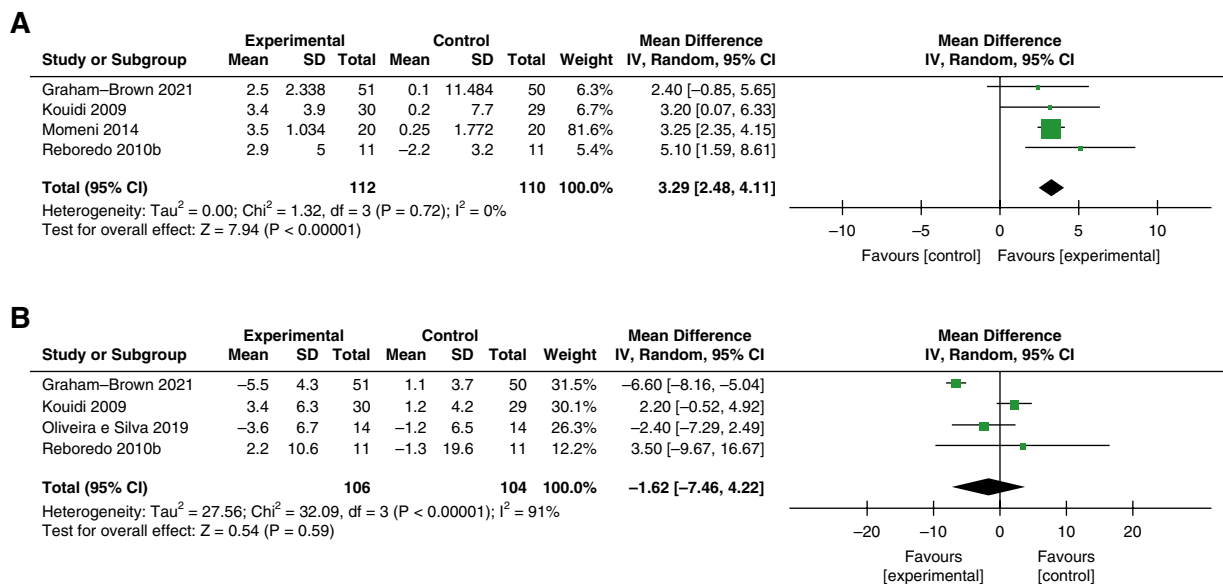 A
Experimental Control Mean Difference Mean Difference
Study or Subgroup Mean SD Total Mean SD Total Weight IV, Random, 95% CI IV, Random, 95% CI
Graham–Brown 2021 2.5 2.338 51 0.1 11.484 50 6.3% 2.40 [−0.85, 5.65]
Kouidi 2009 3.4 3.9 30 0.2 7.7 29 6.7% 3.20 [0.07, 6.33]
Momeni 2014 3.5 1.034 20 0.25 1.772 20 81.6% 3.25 [2.35, 4.15]
Reboredo 2010b 2.9 5 11 −2.2 3.2 11 5.4% 5.10 [1.59, 8.61]
Total (95% CI) 112 110 100.0% 3.29 [2.48, 4.11]
Heterogeneity: Tau² = 0.00; Chi² = 1.32, df = 3 (P = 0.72); I² = 0%
Test for overall effect: Z = 7.94 (P < 0.00001)
−10 −5 0 5 10
Favours [control] Favours [experimental]
B
Experimental Control Mean Difference Mean Difference
Study or Subgroup Mean SD Total Mean SD Total Weight IV, Random, 95% CI IV, Random, 95% CI
Graham–Brown 2021 −5.5 4.3 51 1.1 3.7 50 31.5% −6.60 [−8.16, −5.04]
Kouidi 2009 3.4 6.3 30 1.2 4.2 29 30.1% 2.20 [−0.52, 4.92]
Oliveira e Silva 2019 −3.6 6.7 14 −1.2 6.5 14 26.3% −2.40 [−7.29, 2.49]
Reboredo 2010b 2.2 10.6 11 −1.3 19.6 11 12.2% 3.50 [−9.67, 16.67]
Total (95% CI) 106 104 100.0% −1.62 [−7.46, 4.22]
Heterogeneity: Tau² = 27.56; Chi² = 32.09, df = 3 (P < 0.00001); I² = 91%
Test for overall effect: Z = 0.54 (P = 0.59)
−20 −10 0 10 20
Favours Favours
[experimental] [control]